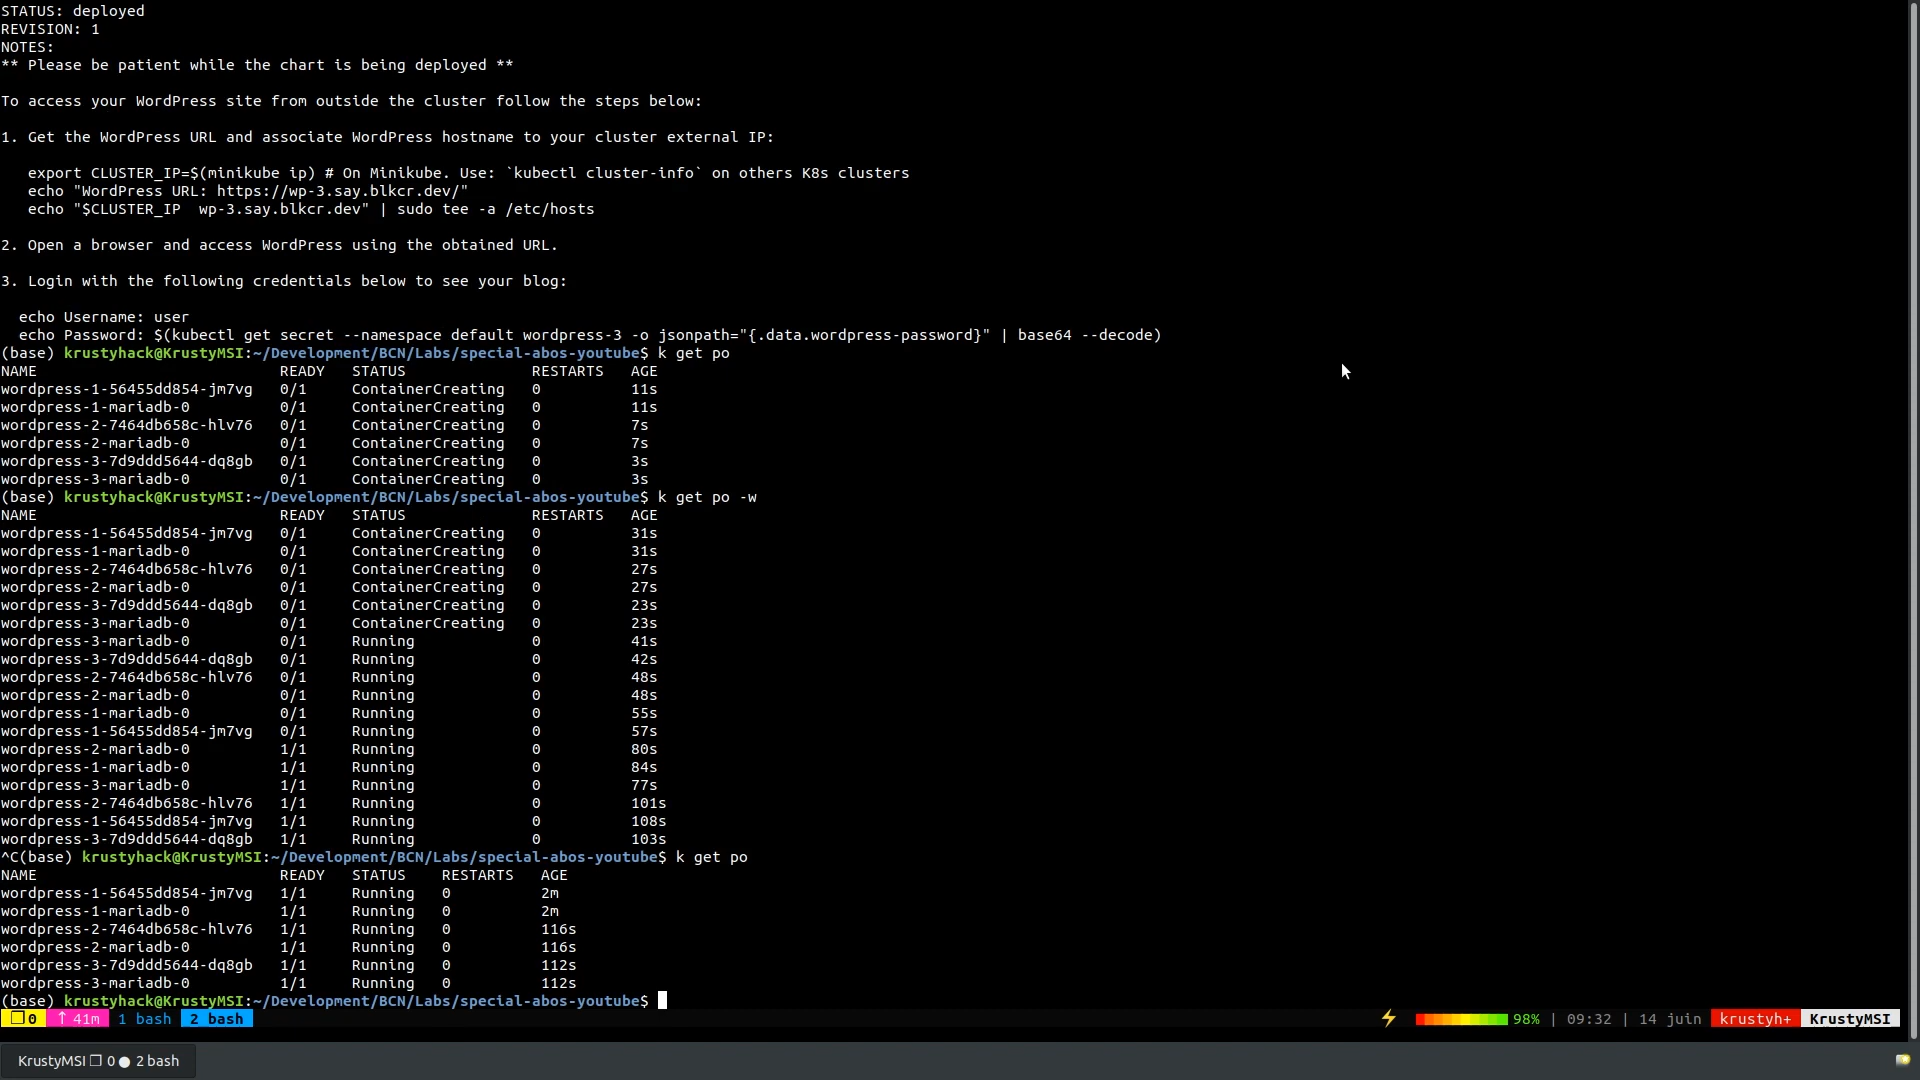 STATUS: deployed
REVISION: 1
NOTES:
** Please be patient while the chart is being deployed **
To access your WordPress site from outside the cluster follow the steps below:
1. Get the WordPress URL and associate WordPress hostname to your cluster external IP:
   export CLUSTER_IP=$(minikube ip) # On Minikube. Use: `kubectl cluster-info` on others K8s clusters
   echo "WordPress URL: https://wp-3.say.blkcr.dev/"
   echo "$CLUSTER_IP  wp-3.say.blkcr.dev" | sudo tee -a /etc/hosts
2. Open a browser and access WordPress using the obtained URL.
3. Login with the following credentials below to see your blog:
  echo Username: user
  echo Password: $(kubectl get secret --namespace default wordpress-3 -o jsonpath="{.data.wordpress-password}" | base64 --decode)
(base) krustyhack@KrustyMSI:~/Development/BCN/Labs/special-abos-youtube$ k get po
NAME                           READY   STATUS              RESTARTS   AGE
wordpress-1-56455dd854-jm7vg   0/1     ContainerCreating   0          11s
wordpress-1-mariadb-0          0/1     ContainerCreating   0          11s
wordpress-2-7464db658c-hlv76   0/1     ContainerCreating   0          7s
wordpress-2-mariadb-0          0/1     ContainerCreating   0          7s
wordpress-3-7d9ddd5644-dq8gb   0/1     ContainerCreating   0          3s
wordpress-3-mariadb-0          0/1     ContainerCreating   0          3s
(base) krustyhack@KrustyMSI:~/Development/BCN/Labs/special-abos-youtube$ k get po -w
NAME                           READY   STATUS              RESTARTS   AGE
wordpress-1-56455dd854-jm7vg   0/1     ContainerCreating   0          31s
wordpress-1-mariadb-0          0/1     ContainerCreating   0          31s
wordpress-2-7464db658c-hlv76   0/1     ContainerCreating   0          27s
wordpress-2-mariadb-0          0/1     ContainerCreating   0          27s
wordpress-3-7d9ddd5644-dq8gb   0/1     ContainerCreating   0          23s
wordpress-3-mariadb-0          0/1     ContainerCreating   0          23s
wordpress-3-mariadb-0          0/1     Running             0          41s
wordpress-3-7d9ddd5644-dq8gb   0/1     Running             0          42s
wordpress-2-7464db658c-hlv76   0/1     Running             0          48s
wordpress-2-mariadb-0          0/1     Running             0          48s
wordpress-1-mariadb-0          0/1     Running             0          55s
wordpress-1-56455dd854-jm7vg   0/1     Running             0          57s
wordpress-2-mariadb-0          1/1     Running             0          80s
wordpress-1-mariadb-0          1/1     Running             0          84s
wordpress-3-mariadb-0          1/1     Running             0          77s
wordpress-2-7464db658c-hlv76   1/1     Running             0          101s
wordpress-1-56455dd854-jm7vg   1/1     Running             0          108s
wordpress-3-7d9ddd5644-dq8gb   1/1     Running             0          103s
^C(base) krustyhack@KrustyMSI:~/Development/BCN/Labs/special-abos-youtube$ k get po
NAME                           READY   STATUS    RESTARTS   AGE
wordpress-1-56455dd854-jm7vg   1/1     Running   0          2m
wordpress-1-mariadb-0          1/1     Running   0          2m
wordpress-2-7464db658c-hlv76   1/1     Running   0          116s
wordpress-2-mariadb-0          1/1     Running   0          116s
wordpress-3-7d9ddd5644-dq8gb   1/1     Running   0          112s
wordpress-3-mariadb-0          1/1     Running   0          112s
(base) krustyhack@KrustyMSI:~/Development/BCN/Labs/special-abos-youtube$
❐ 0 ↑ 41m 1 bash 2 bash ⚡ 98% | 09:32 | 14 juin krustyh+ KrustyMSI
KrustyMSI ❐ 0 ● 2 bash